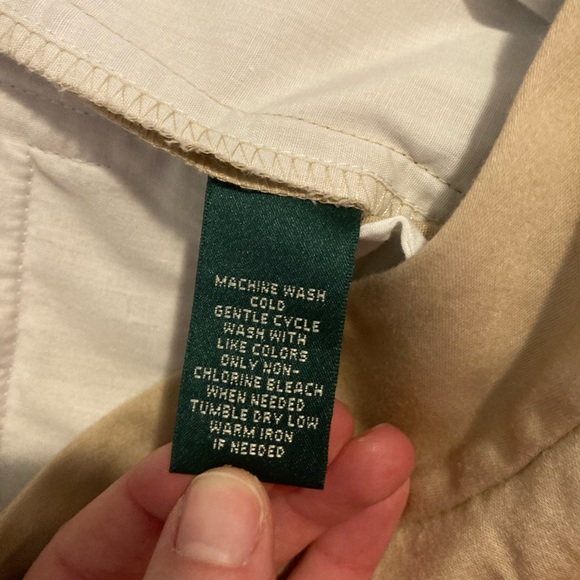 MACHINE WASH
COLD
GENTLE CYCLE
WASH WITH
LIKE COLORS
ONLY NON-
CHLORINE BLEACH
WHEN NEEDED
TUMBLE DRY LOW
WARM IRON
IF NEEDED